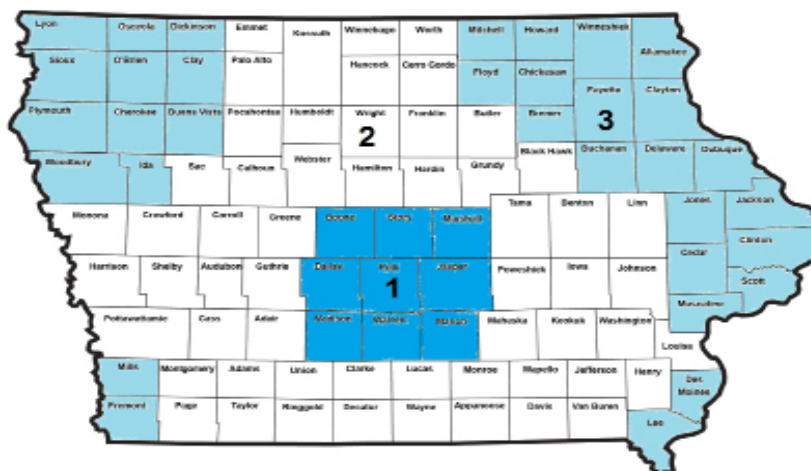 Lyon Osceola Dickinson Emmet Kossuth Winnebago Worth Mitchell Howard Winneshiek Allamakee
Sioux O'Brien Clay Palo Alto Hancock Cerro Gordo Floyd Chickasaw Fayette Clayton
Plymouth Cherokee Buena Vista Pocahontas Humboldt Wright Franklin Butler Bremer
2 3
Woodbury Ida Sac Calhoun Webster Hamilton Hardin Grundy Black Hawk Buchanan Delaware Dubuque
Monona Crawford Carroll Greene Boone Story Marshall Tama Benton Linn Jones Jackson
Clinton
Harrison Shelby Audubon Guthrie Dallas Polk Jasper Poweshiek Iowa Johnson Cedar Scott
1
Muscatine
Pottawattamie Cass Adair Madison Warren Marion Mahaska Keokuk Washington Louisa
Mills Montgomery Adams Union Clarke Lucas Monroe Wapello Jefferson Henry Des
Moines
Fremont Page Taylor Ringgold Decatur Wayne Appanoose Davis Van Buren Lee